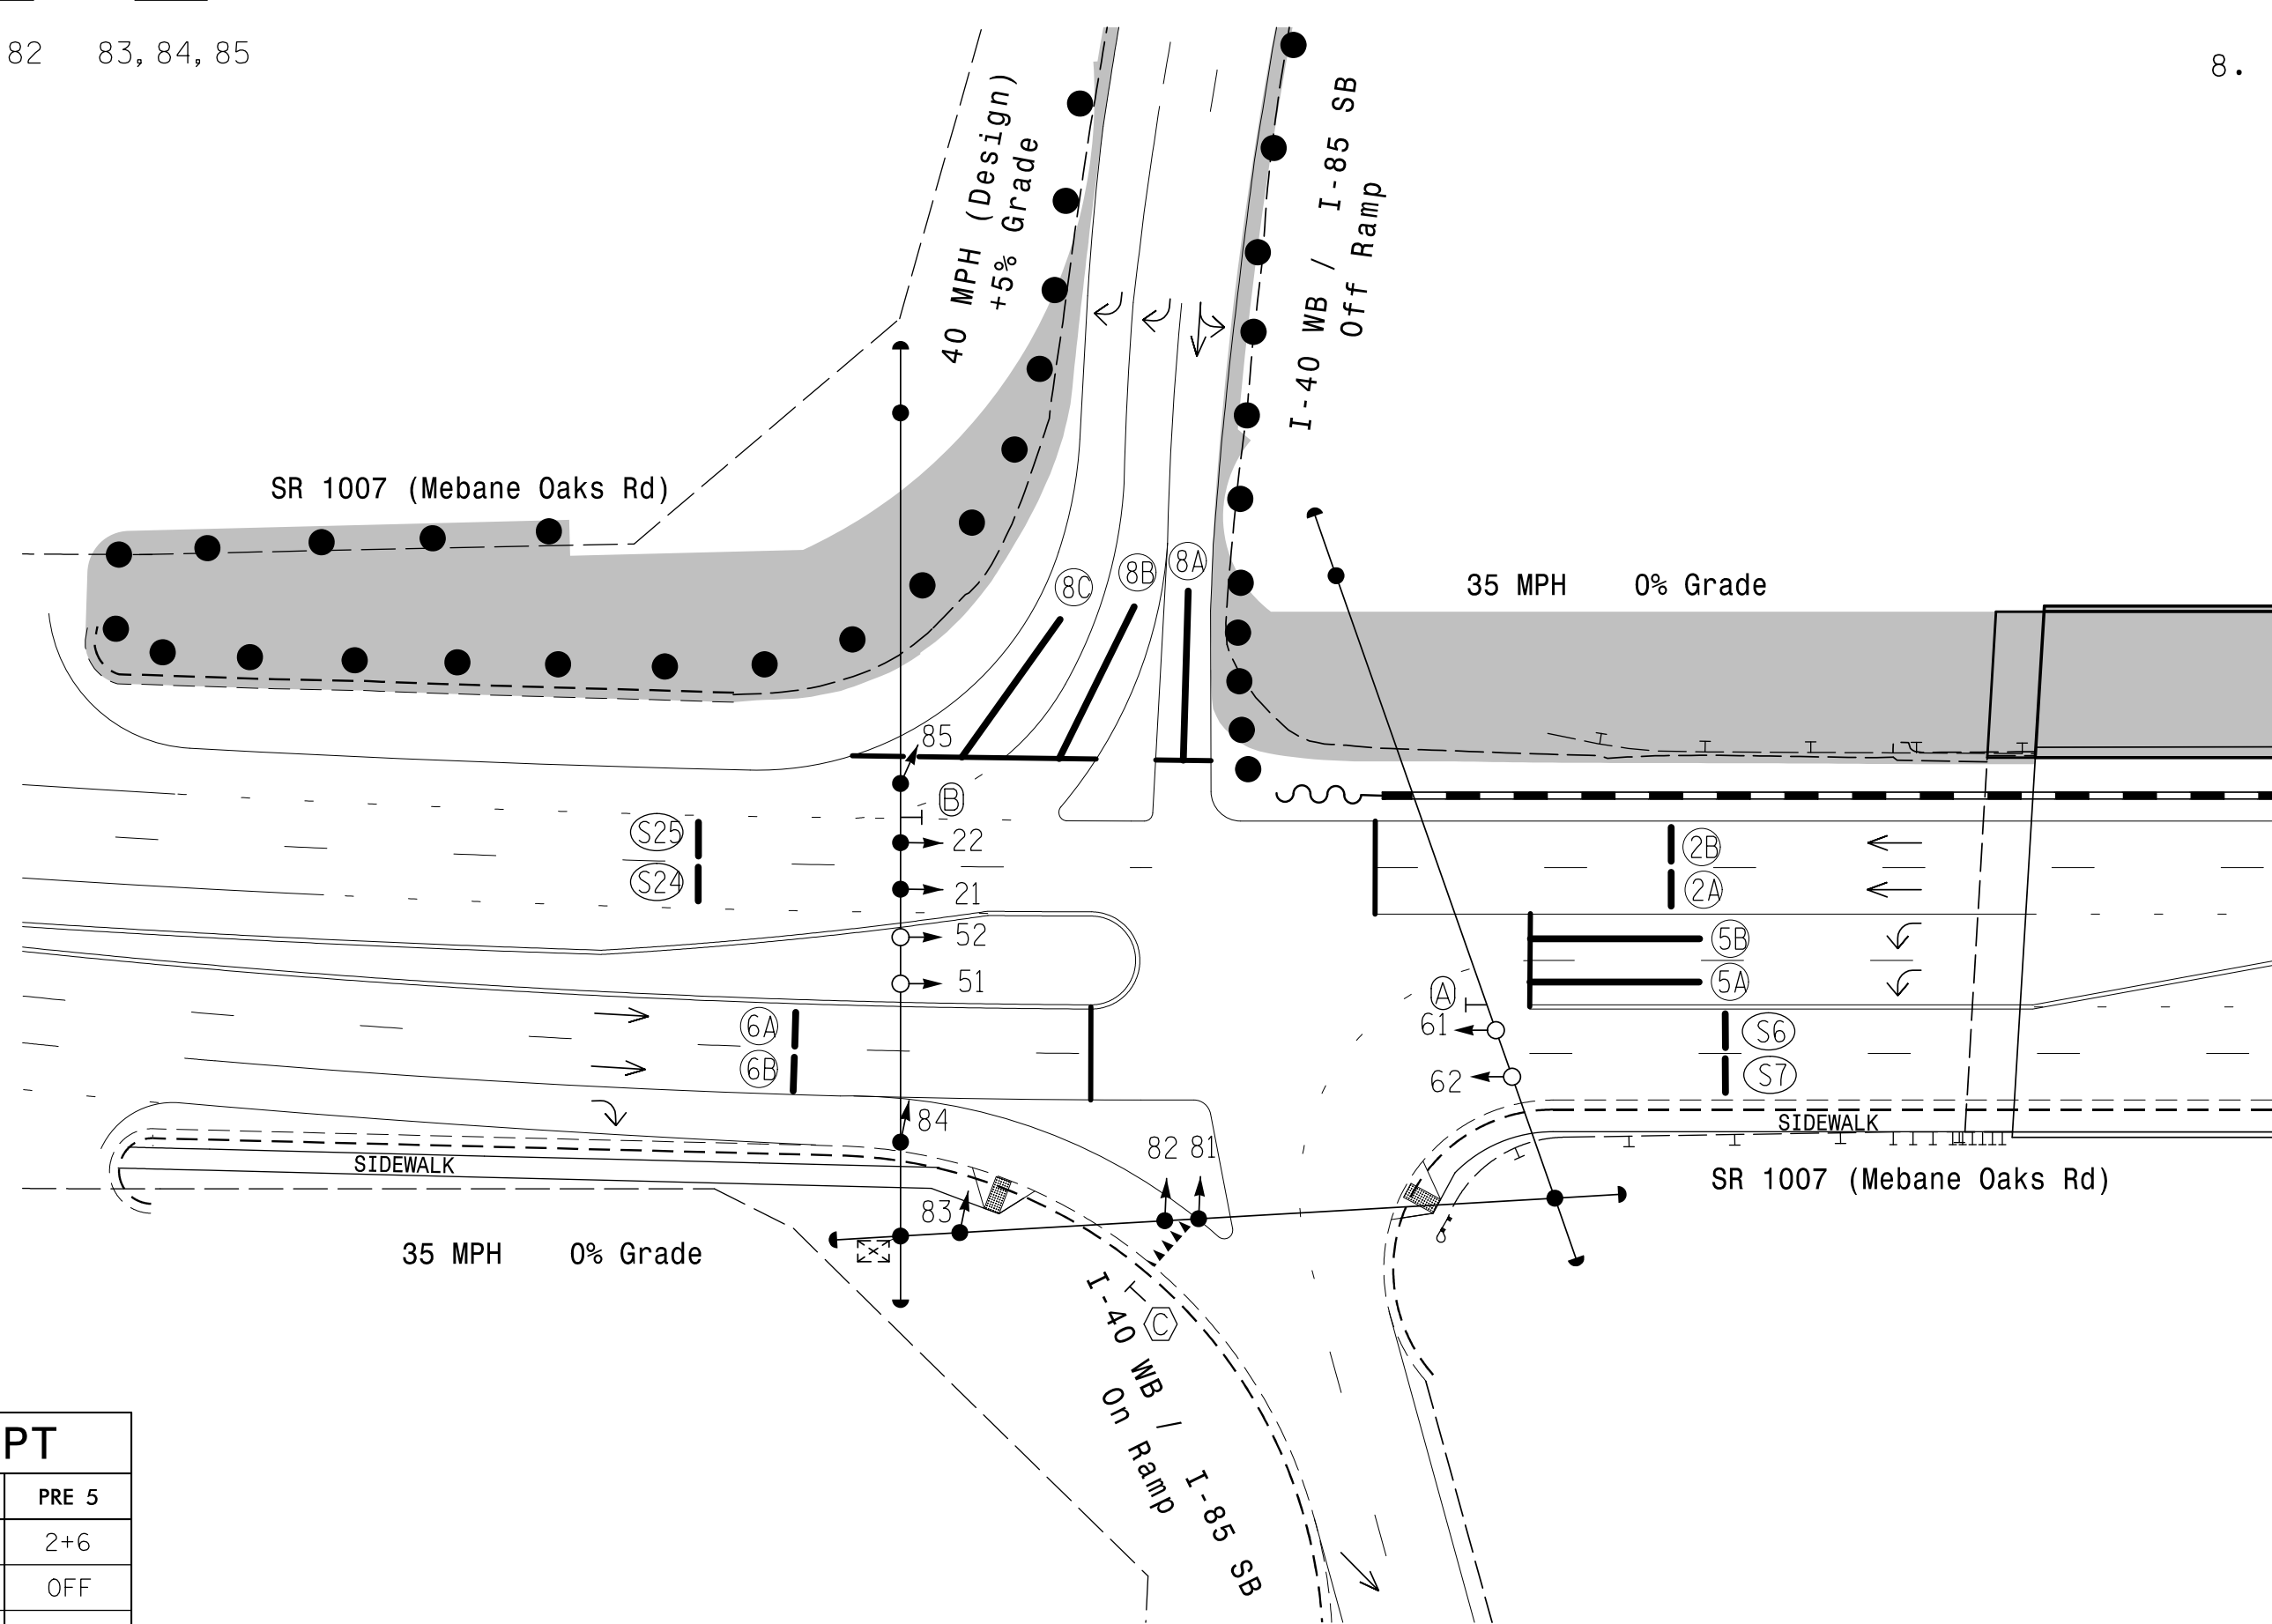 82 83,84,85
8.
40 MPH (Design)
+5% Grade
I-40 WB / I-85 SB
Off Ramp
SR 1007 (Mebane Oaks Rd)
35 MPH 0% Grade
8C
8B
8A
85
B
S25
22
2B
S24
21
2A
52
5B
51
5A
A
6A
61
S6
6B
62
S7
84
SIDEWALK
82 81
SIDEWALK
83
SR 1007 (Mebane Oaks Rd)
35 MPH 0% Grade
C
I-40 WB / I-85 SB
On Ramp
PT
PRE 5
2+6
OFF